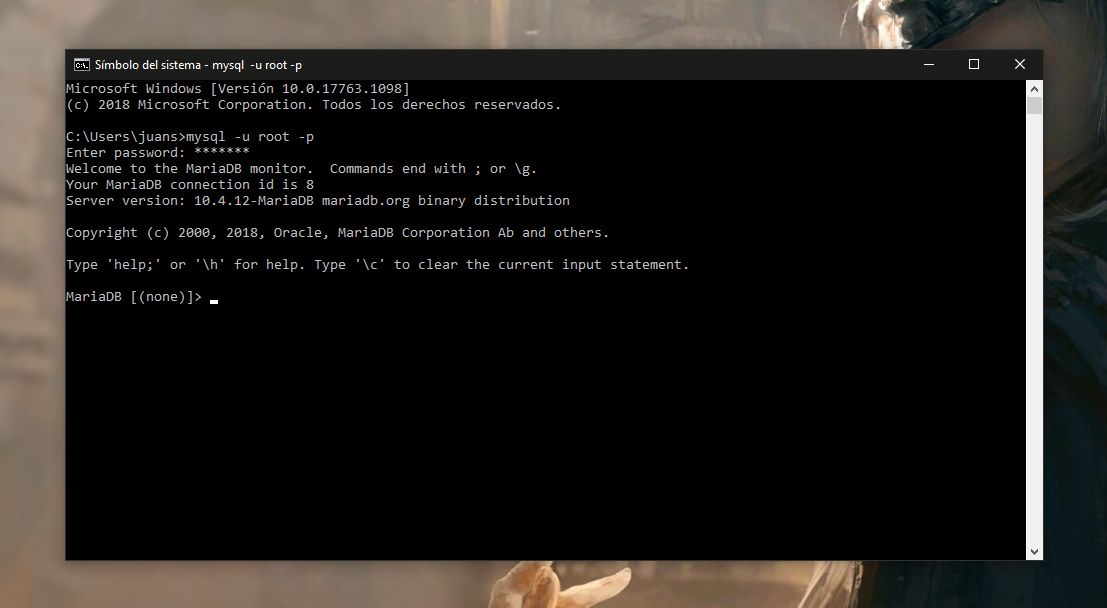 Símbolo del sistema - mysql -u root -p
Microsoft Windows [Versión 10.0.17763.1098]
(c) 2018 Microsoft Corporation. Todos los derechos reservados.
C:\Users\juans>mysql -u root -p
Enter password: *******
Welcome to the MariaDB monitor.  Commands end with ; or \g.
Your MariaDB connection id is 8
Server version: 10.4.12-MariaDB mariadb.org binary distribution
Copyright (c) 2000, 2018, Oracle, MariaDB Corporation Ab and others.
Type 'help;' or '\h' for help. Type '\c' to clear the current input statement.
MariaDB [(none)]>